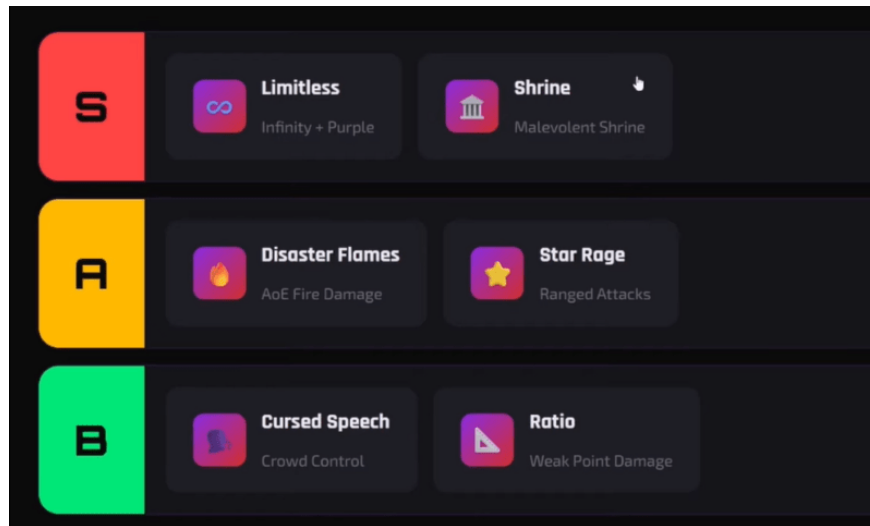 S
Limitless
Infinity + Purple
Shrine
Malevolent Shrine
A
Disaster Flames
AoE Fire Damage
Star Rage
Ranged Attacks
B
Cursed Speech
Crowd Control
Ratio
Weak Point Damage